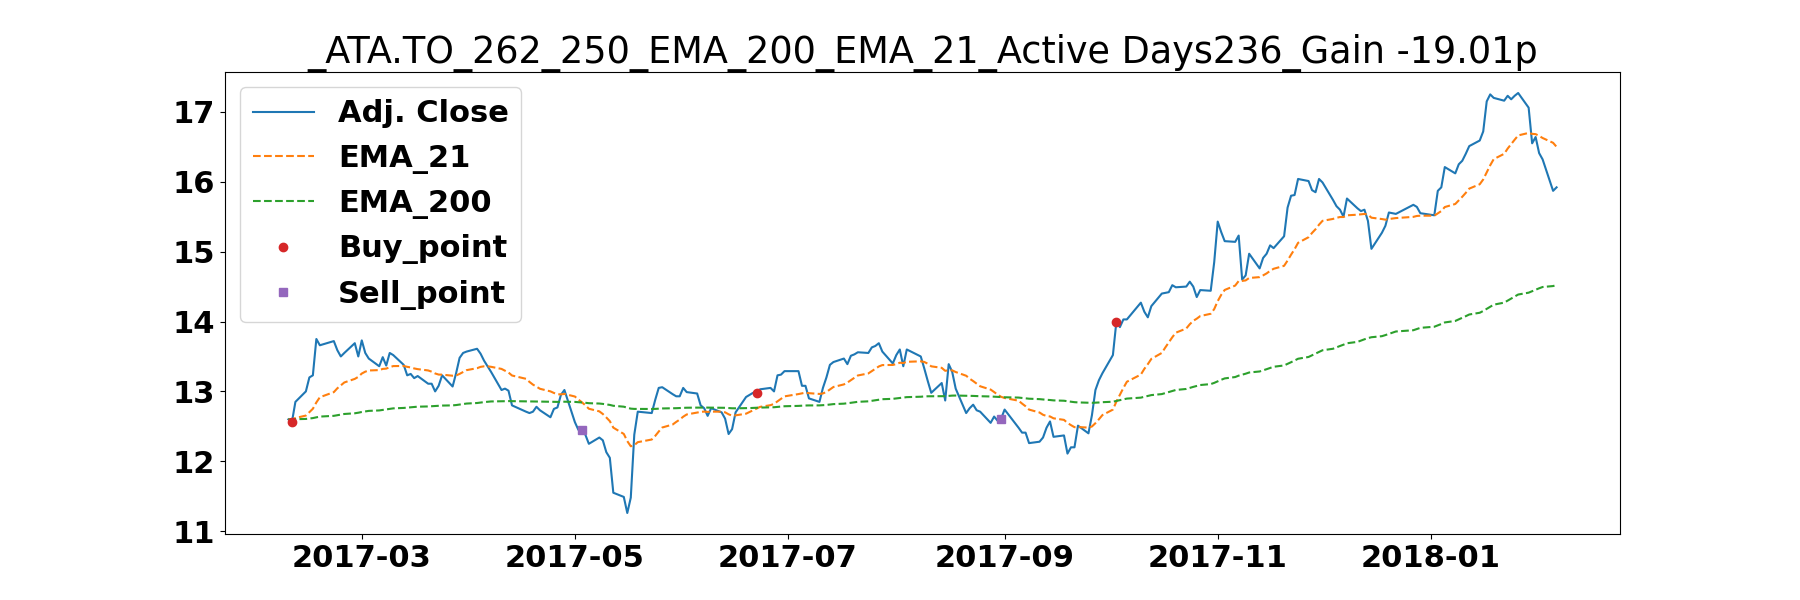 _ATA.TO_262_250_EMA_200_EMA_21_Active Days236_Gain -19.01p
Adj. Close
EMA_21
EMA_200
Buy_point
Sell_point
17
16
15
14
13
12
11
2017-03 2017-05 2017-07 2017-09 2017-11 2018-01